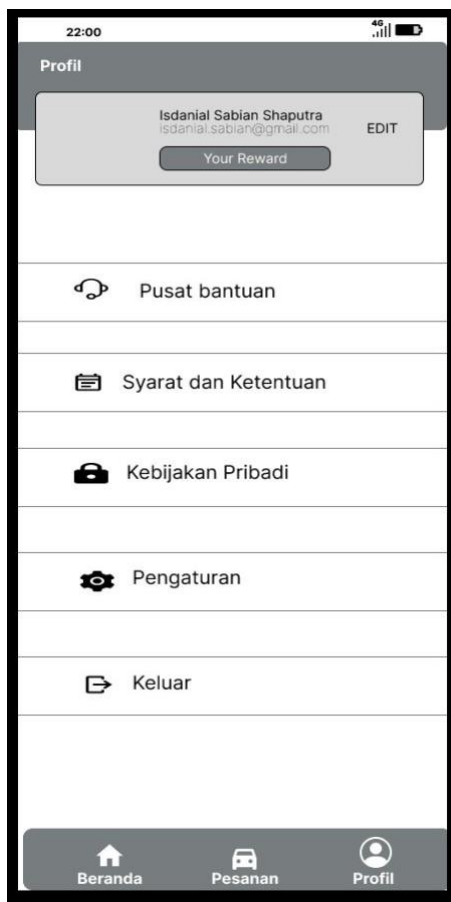 22:00
4G
Profil
Isdanial Sabian Shaputra
isdanial.sabian@gmail.com
EDIT
Your Reward
Pusat bantuan
Syarat dan Ketentuan
Kebijakan Pribadi
Pengaturan
Keluar
Beranda
Pesanan
Profil